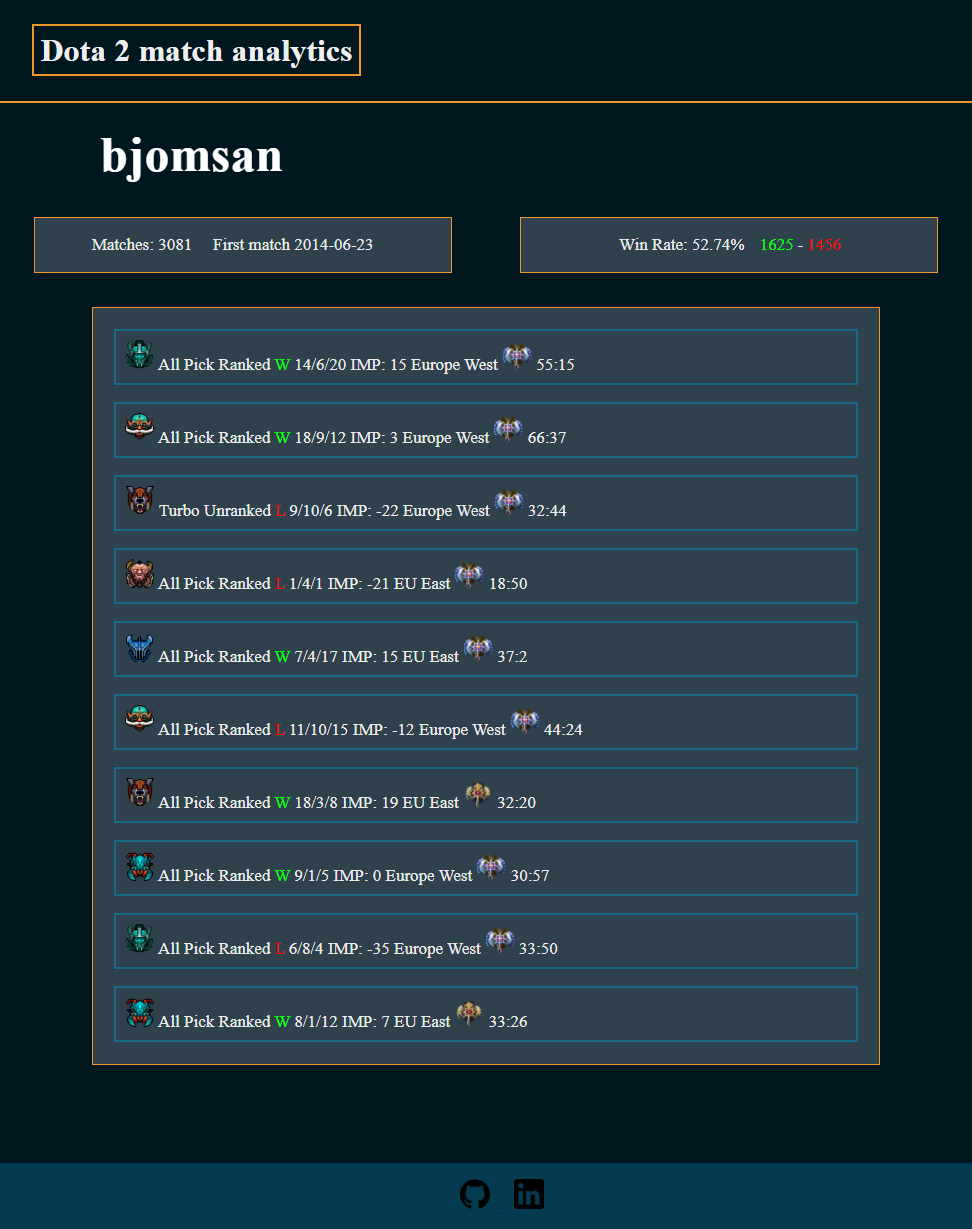 Dota 2 match analytics
bjomsan
Matches: 3081 First match 2014-06-23
Win Rate: 52.74% 1625 - 1456
All Pick Ranked W 14/6/20 IMP: 15 Europe West 55:15
All Pick Ranked W 18/9/12 IMP: 3 Europe West 66:37
Turbo Unranked L 9/10/6 IMP: -22 Europe West 32:44
All Pick Ranked L 1/4/1 IMP: -21 EU East 18:50
All Pick Ranked W 7/4/17 IMP: 15 EU East 37:2
All Pick Ranked L 11/10/15 IMP: -12 Europe West 44:24
All Pick Ranked W 18/3/8 IMP: 19 EU East 32:20
All Pick Ranked W 9/1/5 IMP: 0 Europe West 30:57
All Pick Ranked L 6/8/4 IMP: -35 Europe West 33:50
All Pick Ranked W 8/1/12 IMP: 7 EU East 33:26
in